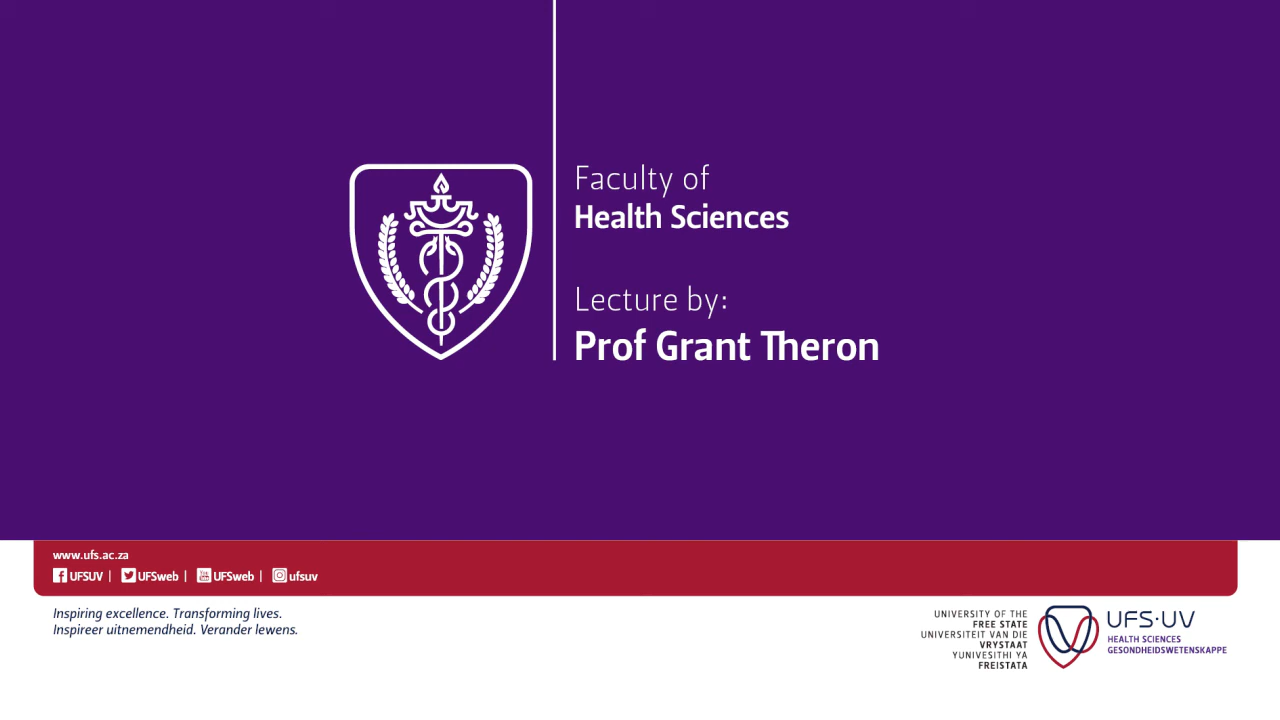 Faculty of
Health Sciences
Lecture by:
Prof Grant Theron
www.ufs.ac.za
UFSUV | UFSweb | UFSweb | ufsuv
Inspiring excellence. Transforming lives.
Inspireer uitnemendheid. Verander lewens.
UNIVERSITY OF THE
FREE STATE
UNIVERSITEIT VAN DIE
VRYSTAAT
YUNIVESITHI YA
FREISTATA
UFS·UV
HEALTH SCIENCES
GESONDHEIDSWETENSKAPPE